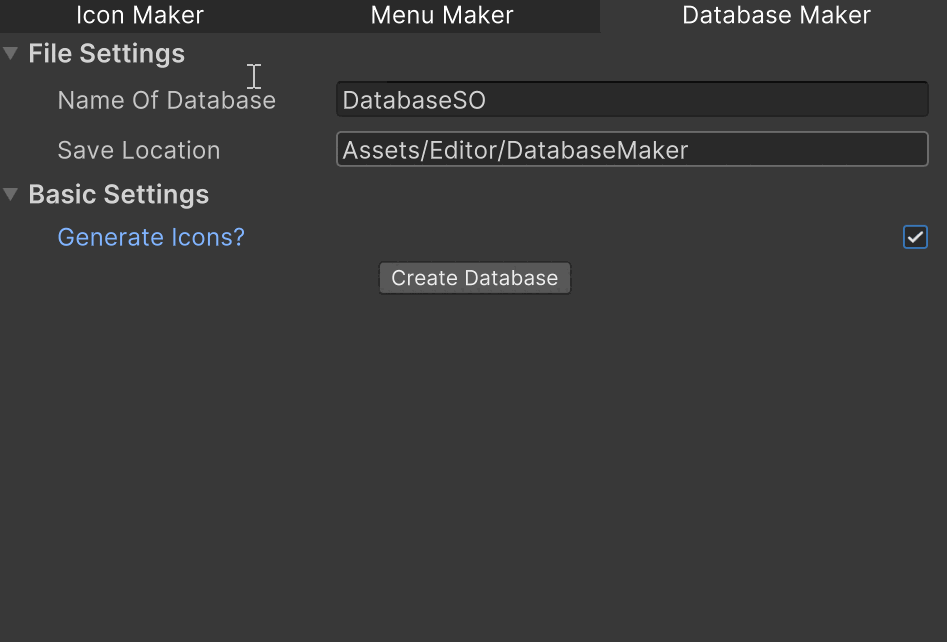 Icon Maker Menu Maker Database Maker
File Settings
Name Of Database DatabaseSO
Save Location Assets/Editor/DatabaseMaker
Basic Settings
Generate Icons?
Create Database